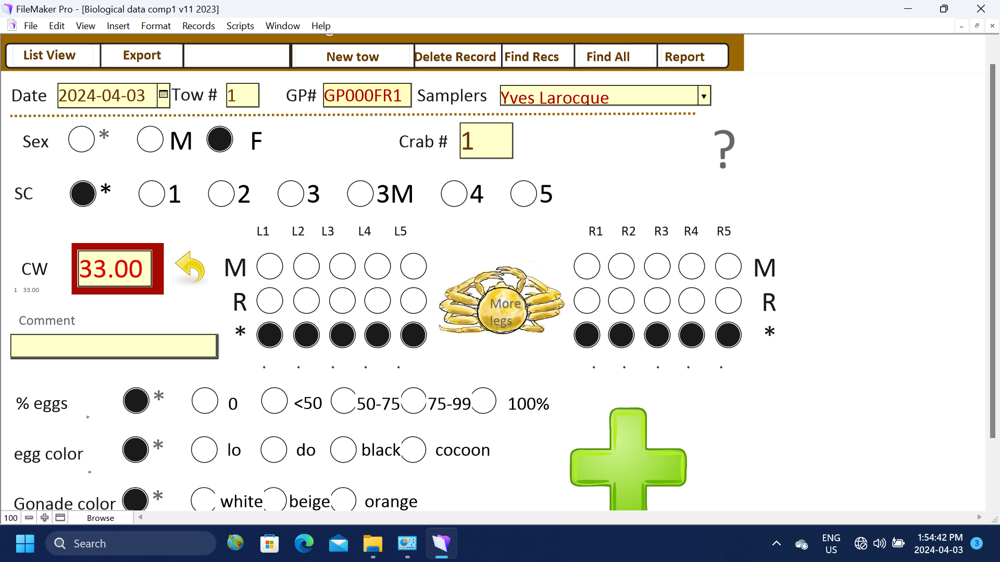 FileMaker Pro - [Biological data comp1 v11 2023]
File Edit View Insert Format Records Scripts Window Help
List View Export New tow Delete Record Find Recs Find All Report
Date 2024-04-03 Tow # 1 GP# GP000FR1 Samplers Yves Larocque
Sex * M F Crab # 1 ?
SC * 1 2 3 3M 4 5
L1 L2 L3 L4 L5 R1 R2 R3 R4 R5
CW 33.00 M M
1 33.00
R More legs R
Comment
* *
* * * * * * * * * *
% eggs * 0 <50 50-75 75-99 100%
*
egg color * lo do black cocoon
*
Gonade color * white beige orange
100 Browse
Search ENG US 1:54:42 PM 2024-04-03 3